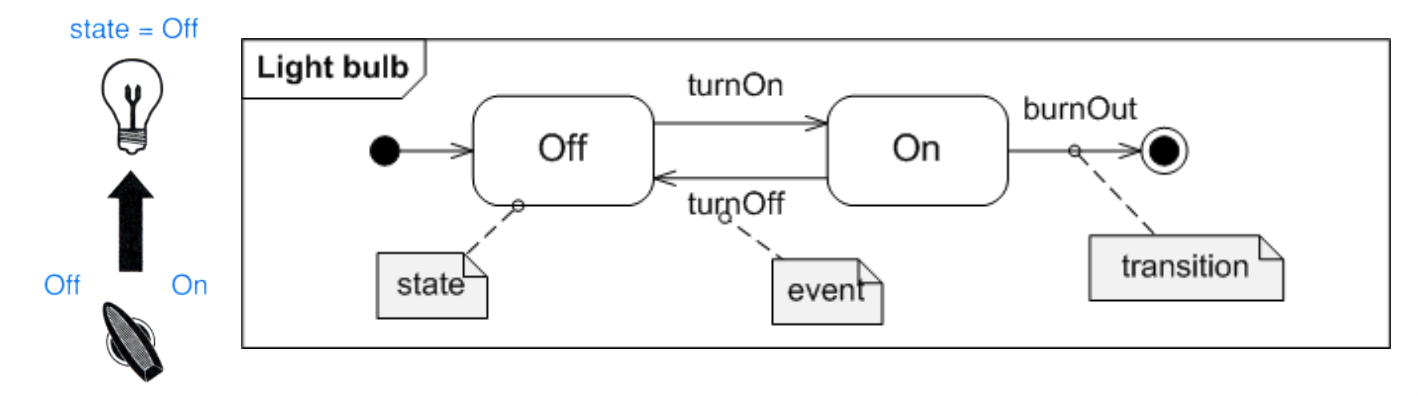 state = Off
Off On
Light bulb
turnOn
Off
On
burnOut
turnOff
state
event
transition